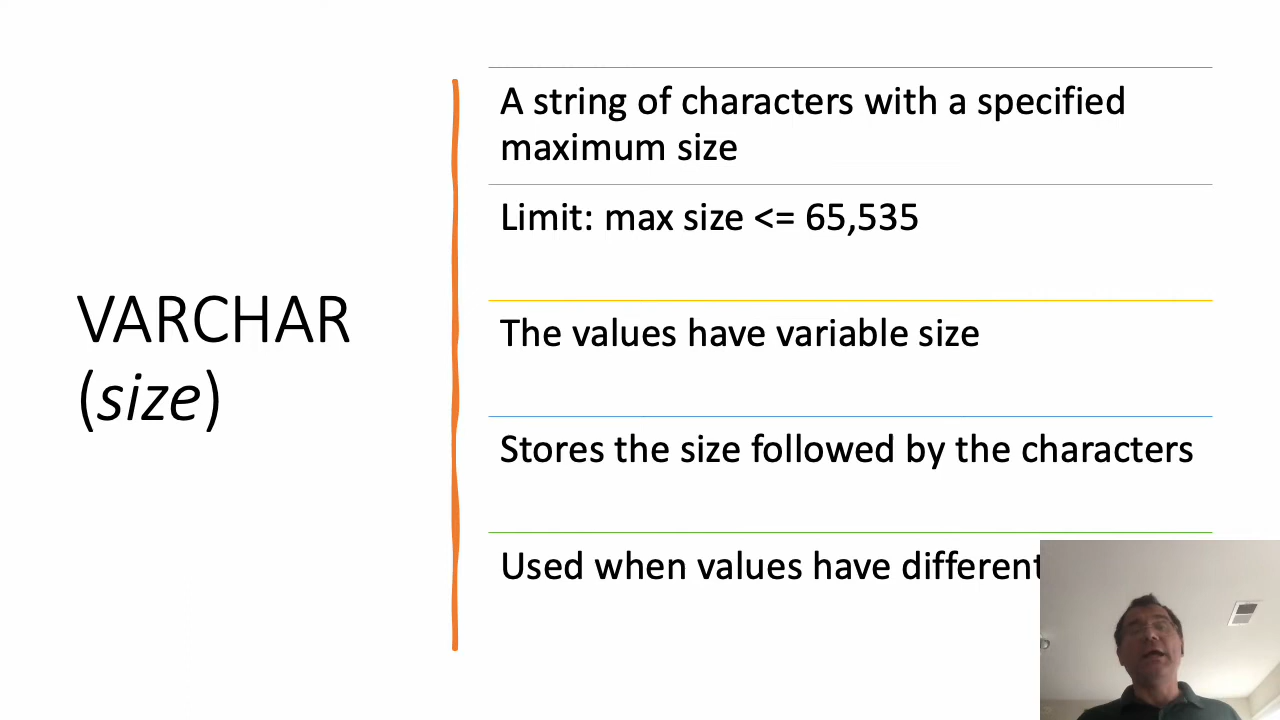 VARCHAR
(size)
A string of characters with a specified
maximum size
Limit: max size <= 65,535
The values have variable size
Stores the size followed by the characters
Used when values have different